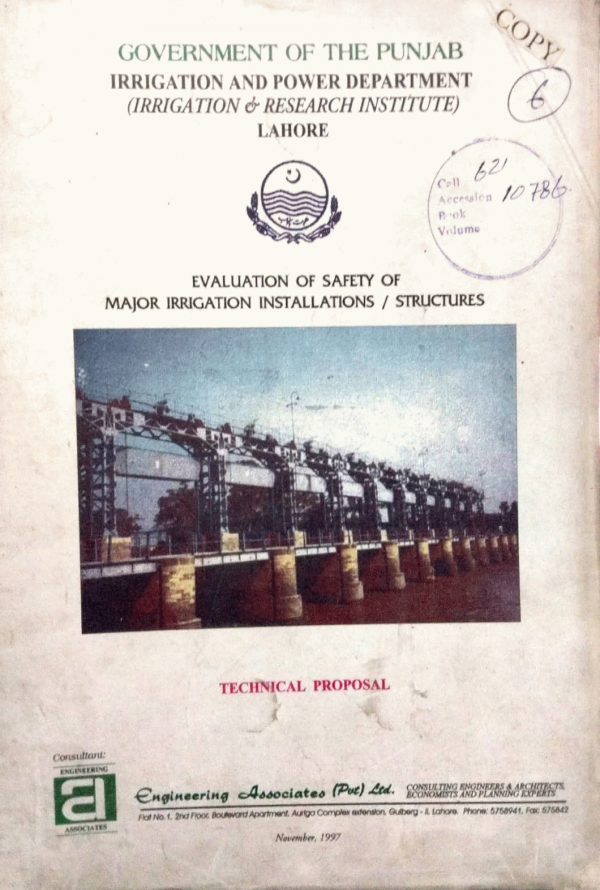 COPY
6
GOVERNMENT OF THE PUNJAB
IRRIGATION AND POWER DEPARTMENT
(IRRIGATION & RESEARCH INSTITUTE)
LAHORE
Call 621
Accession 10786
Book
Volume
EVALUATION OF SAFETY OF
MAJOR IRRIGATION INSTALLATIONS / STRUCTURES
TECHNICAL PROPOSAL
Consultant:
ENGINEERING
ASSOCIATES
Engineering Associates (Pvt) Ltd.
CONSULTING ENGINEERS & ARCHITECTS,
ECONOMISTS AND PLANNING EXPERTS
Flat No. 1, 2nd Floor, Boulevard Apartment, Auriga Complex extension, Gulberg - II, Lahore. Phone: 5758941, Fax: 575842
November, 1997